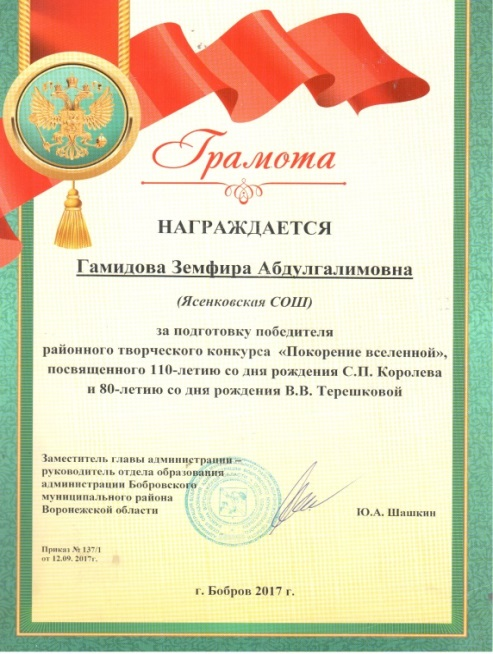 Грамота
НАГРАЖДАЕТСЯ
Гамидова Земфира Абдулгалимовна
(Ясенковская СОШ)
за подготовку победителя
районного творческого конкурса «Покорение вселенной»,
посвященного 110-летию со дня рождения С.П. Королева
и 80-летию со дня рождения В.В. Терешковой
Заместитель главы администрации –
руководитель отдела образования
администрации Бобровского
муниципального района
Воронежской области
Ю.А. Шашкин
Приказ № 137/1
от 12.09. 2017г.
г. Бобров 2017 г.